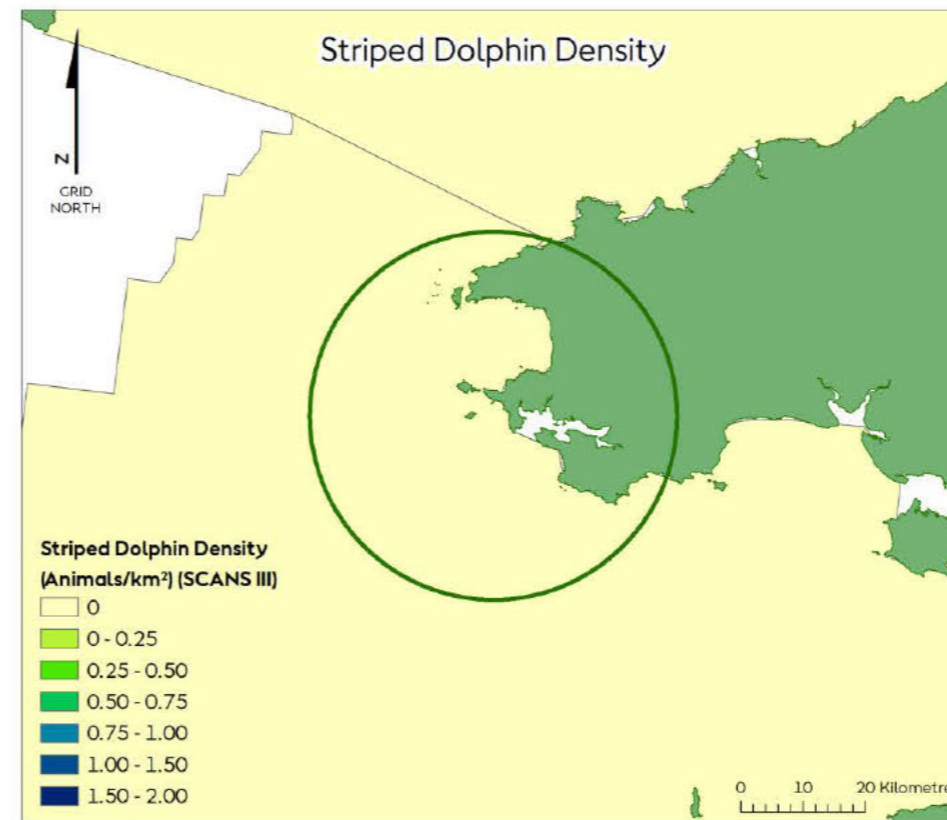 Striped Dolphin Density
N
GRID
NORTH
Striped Dolphin Density
(Animals/km²) (SCANS III)
0
0 - 0.25
0.25 - 0.50
0.50 - 0.75
0.75 - 1.00
1.00 - 1.50
1.50 - 2.00
0 10 20 Kilometre